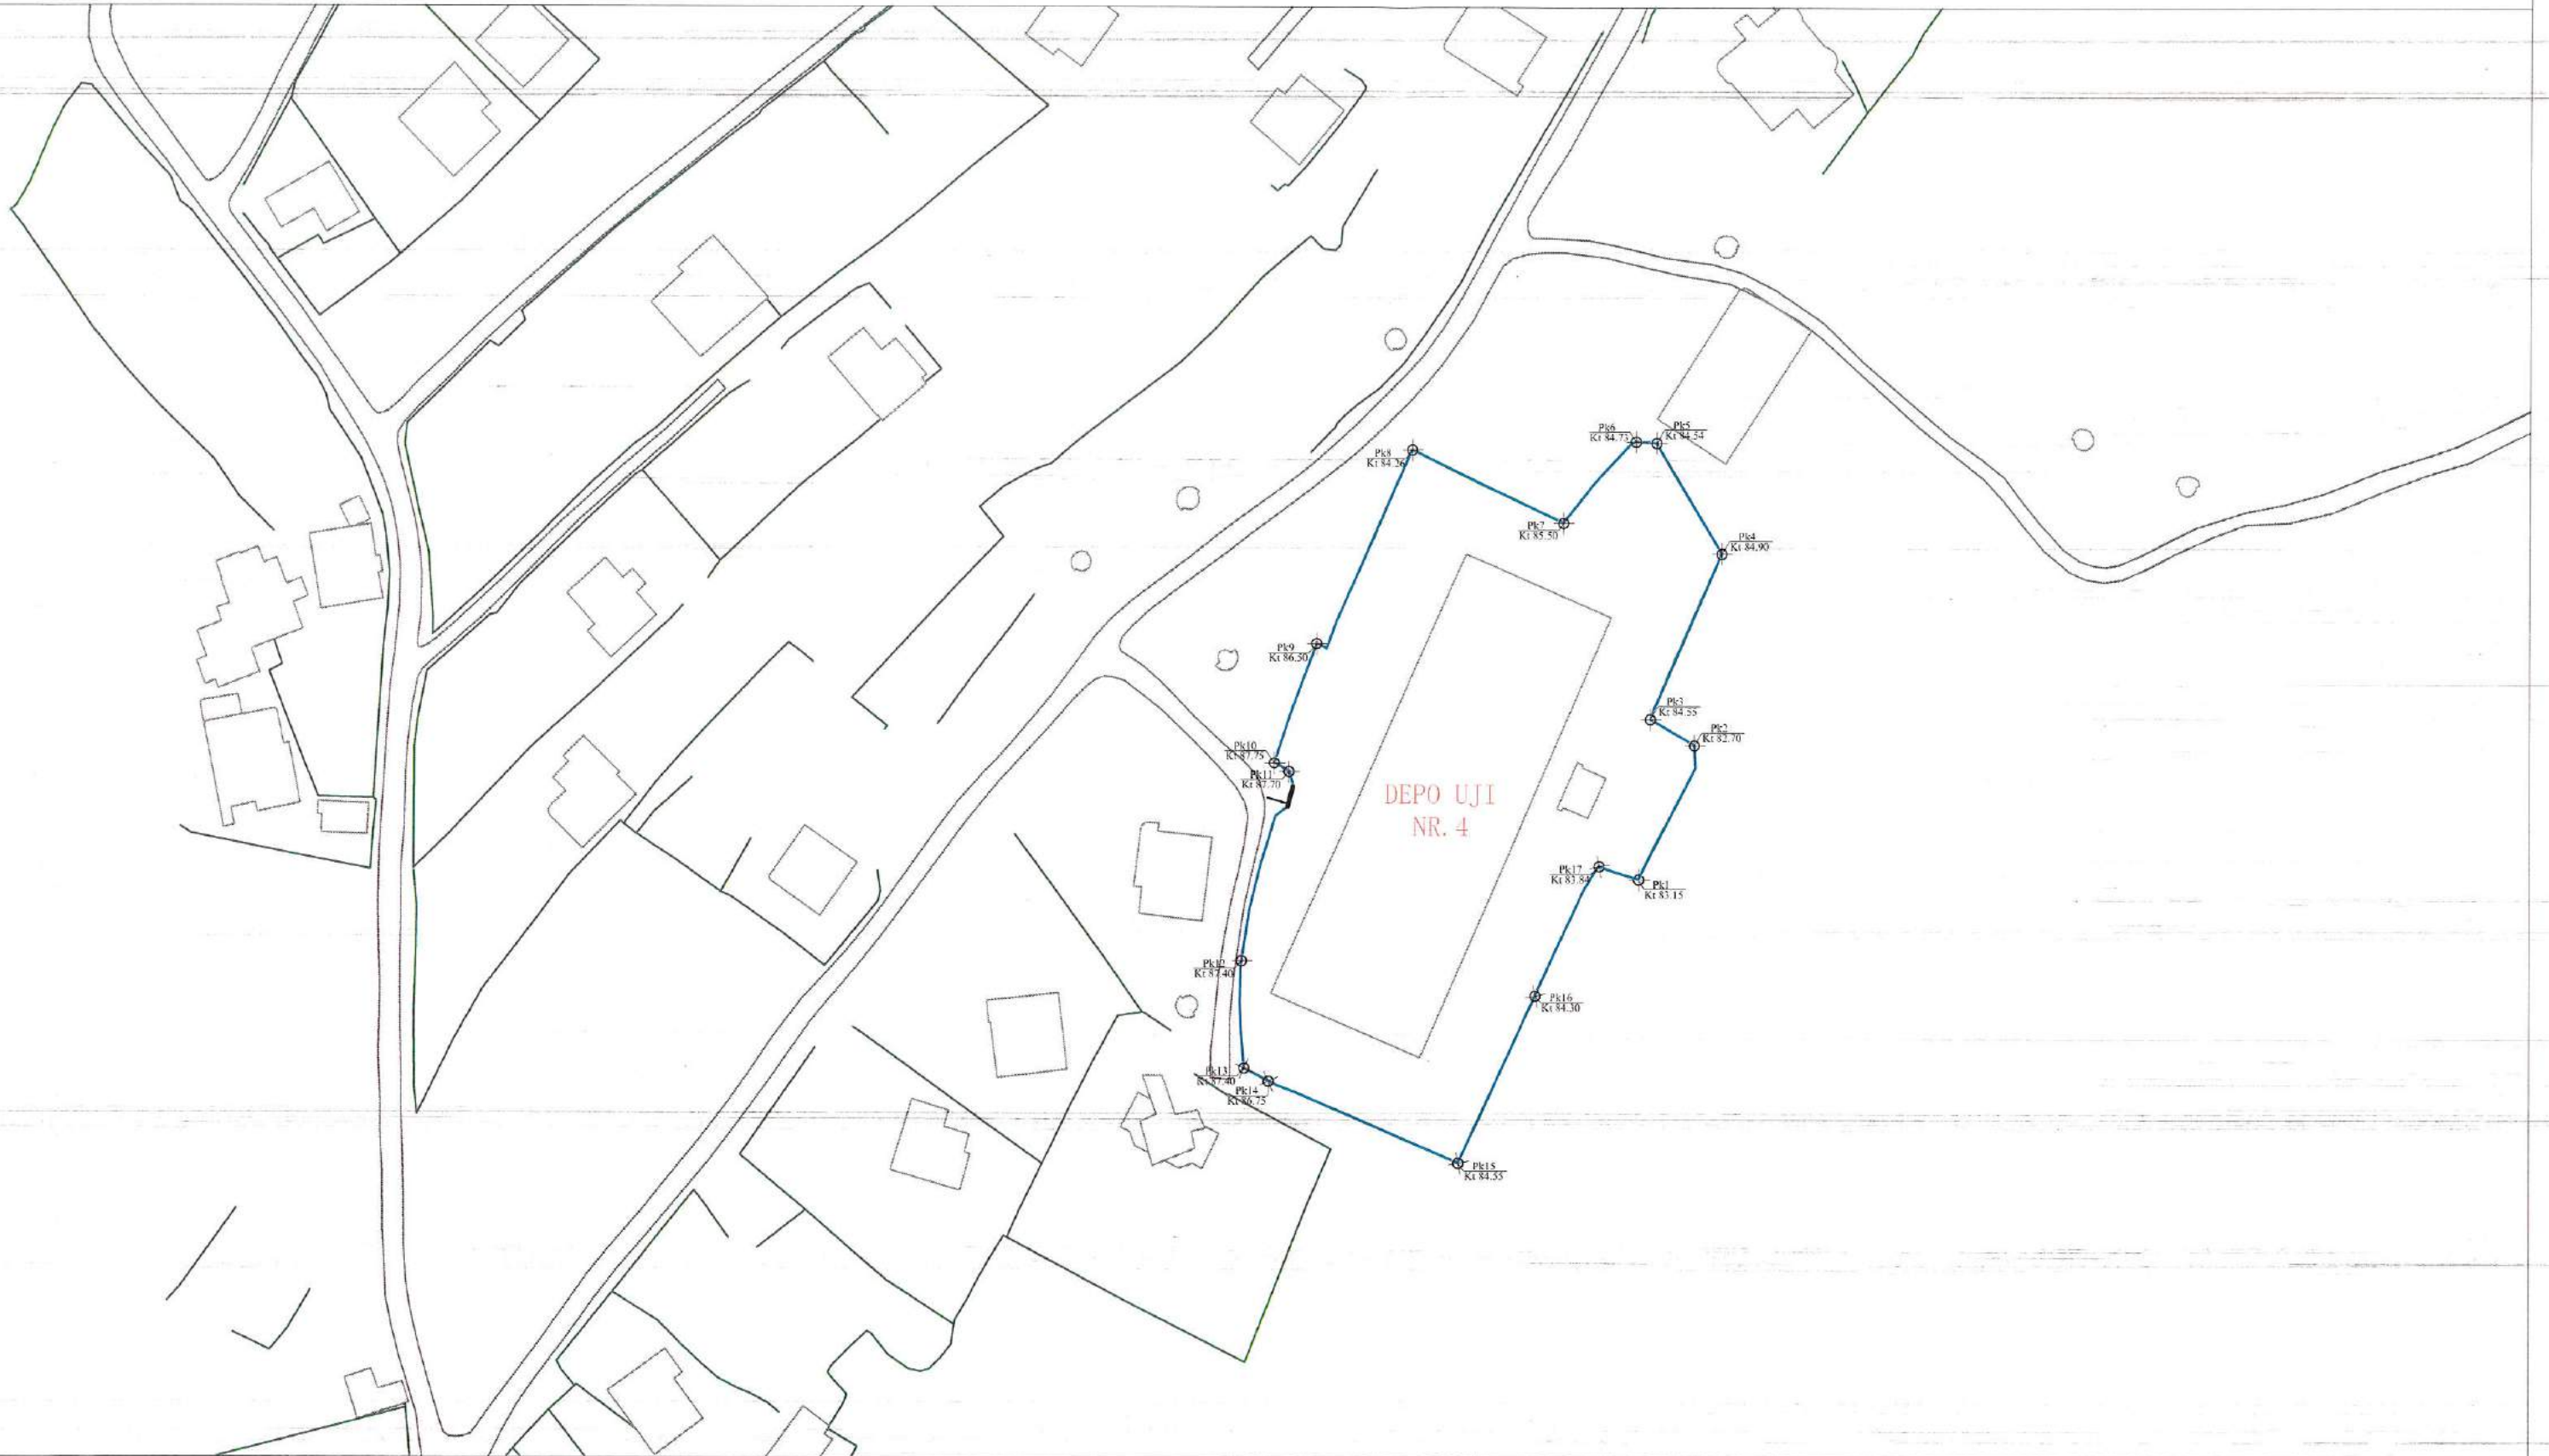 Pk6
Kt 84.73
Pk5
Kt 84.54
Pk8
Kt 84.26
Pk7
Kt 85.50
Pk4
Kt 84.90
Pk9
Kt 86.50
Pk3
Kt 84.55
Pk2
Kt 82.70
Pk10
Kt 87.75
Pk11
Kt 87.70
DEPO UJI
NR. 4
Pk17
Kt 83.84
Pk1
Kt 83.15
Pk12
Kt 87.40
Pk16
Kt 84.30
Pk13
Kt 87.40
Pk14
Kt 86.75
Pk15
Kt 84.55